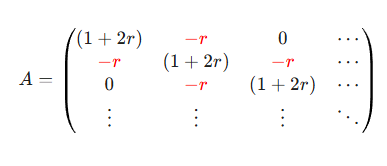 (1 + 2r) −r 0 ⋯
−r (1 + 2r) −r ⋯
A = 0 −r (1 + 2r) ⋯
⋮ ⋮ ⋮ ⋱